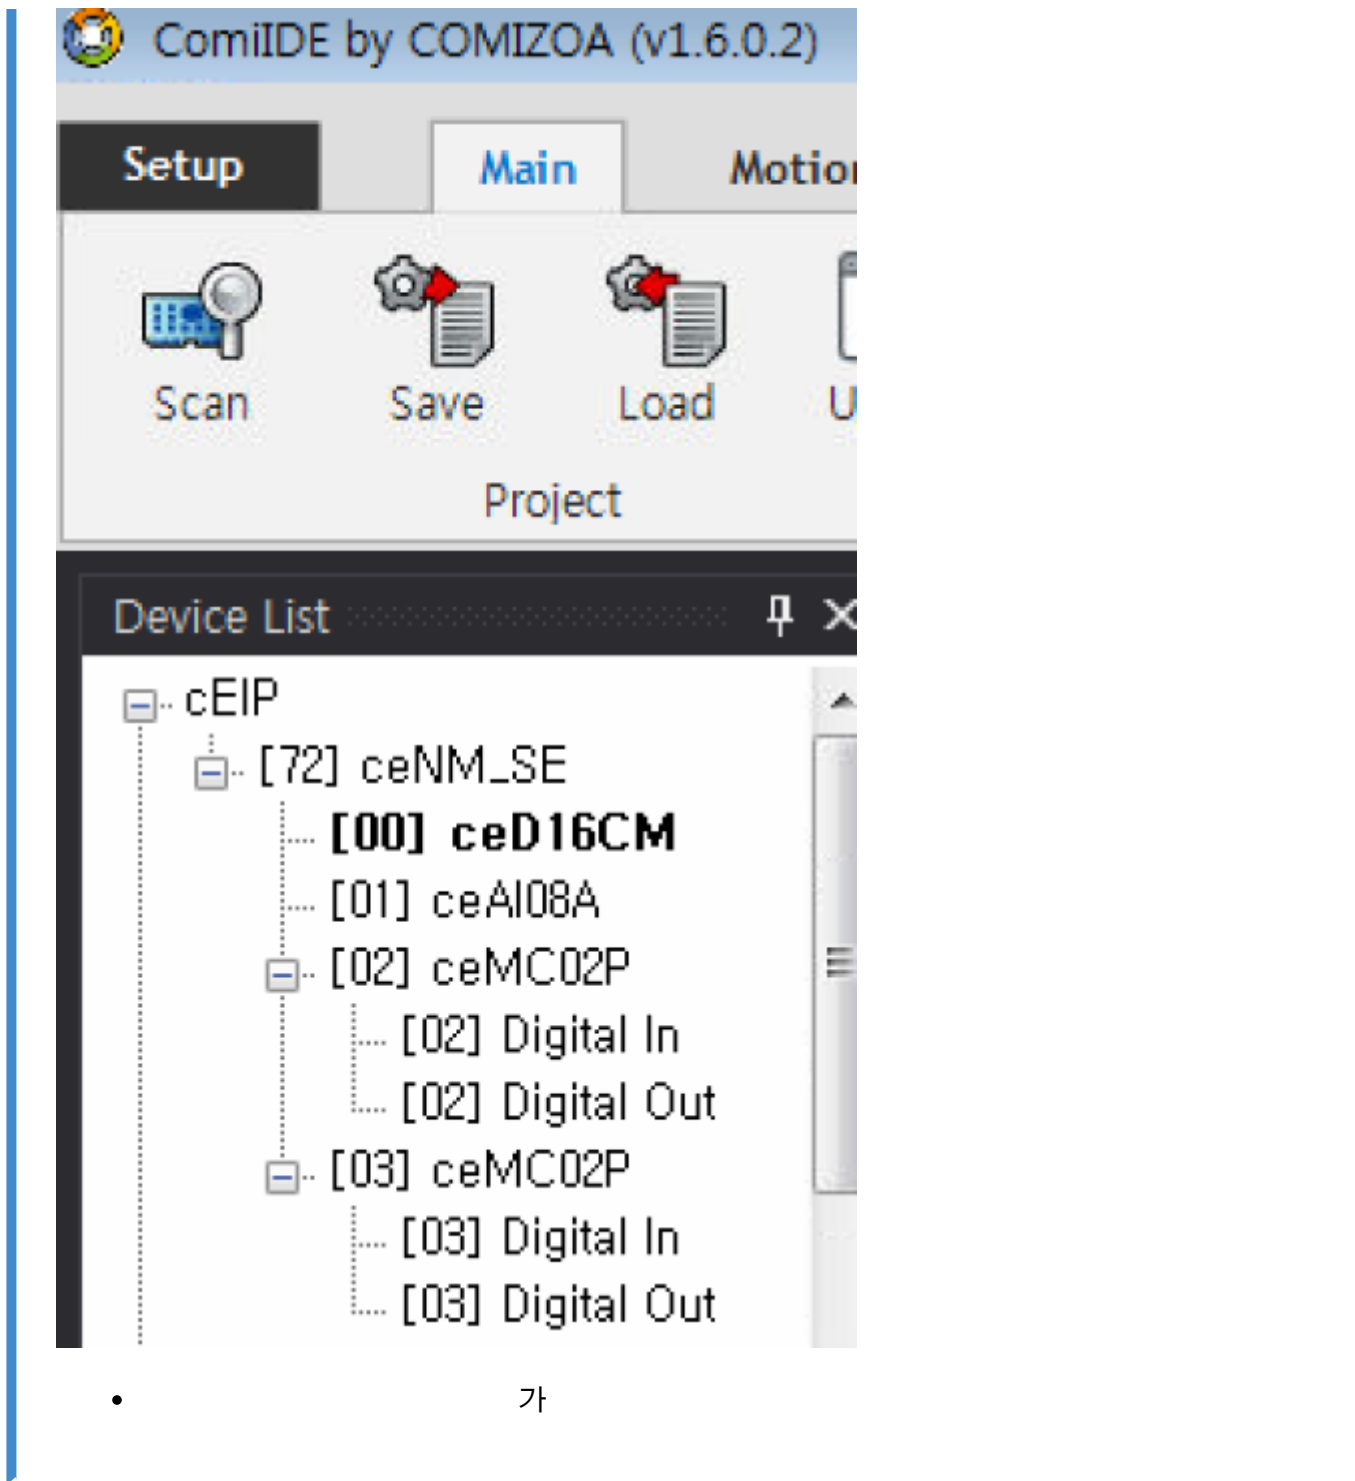 ComiIDE by COMIZOA (v1.6.0.2)
Setup Main Motion
Scan Save Load U
Project
Device List
cEIP
[72] ceNM_SE
[00] ceD16CM
[01] ceAI08A
[02] ceMC02P
[02] Digital In
[02] Digital Out
[03] ceMC02P
[03] Digital In
[03] Digital Out
• 가